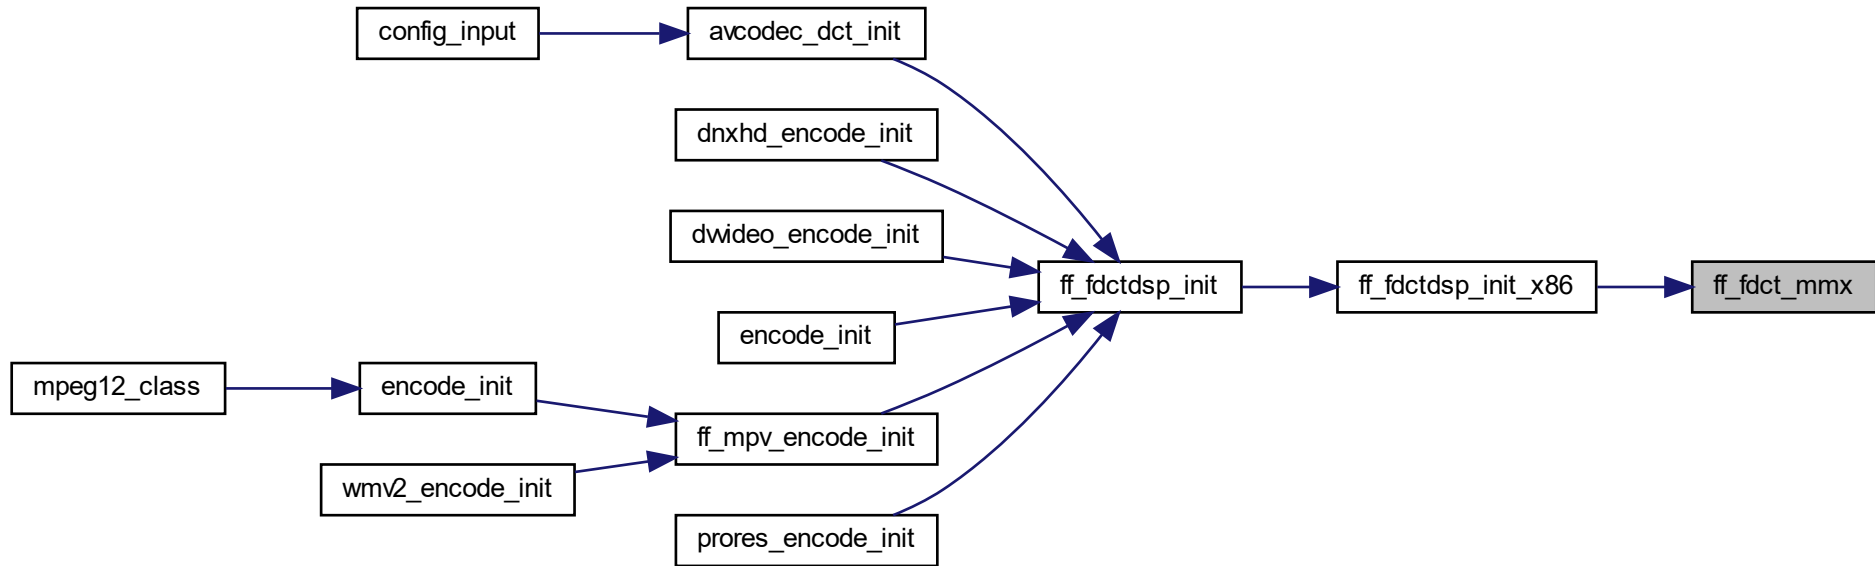 config_input
avcodec_dct_init
dnxhd_encode_init
dvvideo_encode_init
ff_fdctdsp_init
ff_fdctdsp_init_x86
ff_fdct_mmx
encode_init
mpeg12_class
encode_init
ff_mpv_encode_init
wmv2_encode_init
prores_encode_init